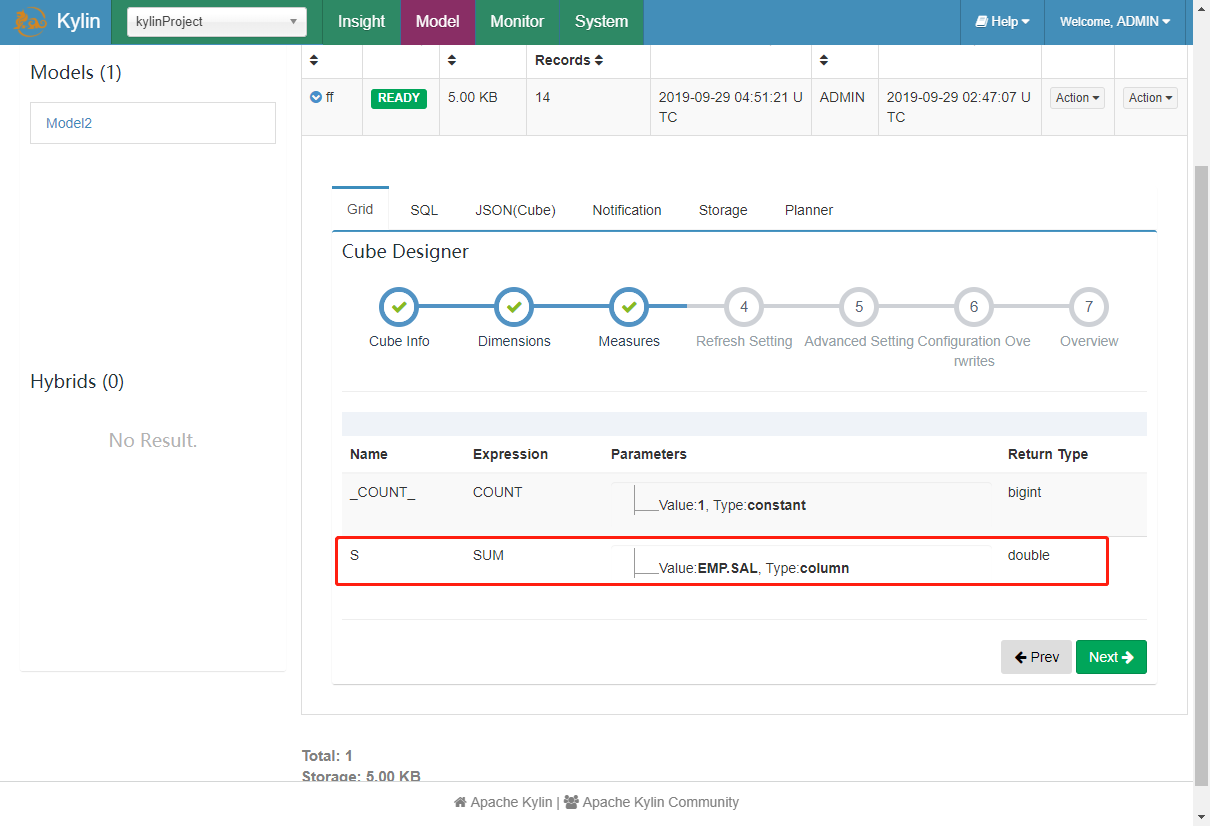 Kylin kylinProject Insight Model Monitor System Help Welcome, ADMIN
Models (1)
Model2
Hybrids (0)
No Result.
Records
ff READY 5.00 KB 14 2019-09-29 04:51:21 U ADMIN 2019-09-29 02:47:07 U Action Action
TC TC
Grid SQL JSON(Cube) Notification Storage Planner
Cube Designer
4 5 6 7
Cube Info Dimensions Measures Refresh Setting Advanced Setting Configuration Ove Overview
rwrites
Name Expression Parameters Return Type
_COUNT_ COUNT Value:1, Type:constant bigint
S SUM Value:EMP.SAL, Type:column double
Prev Next
Total: 1
Storage: 5.00 KB
Apache Kylin | Apache Kylin Community